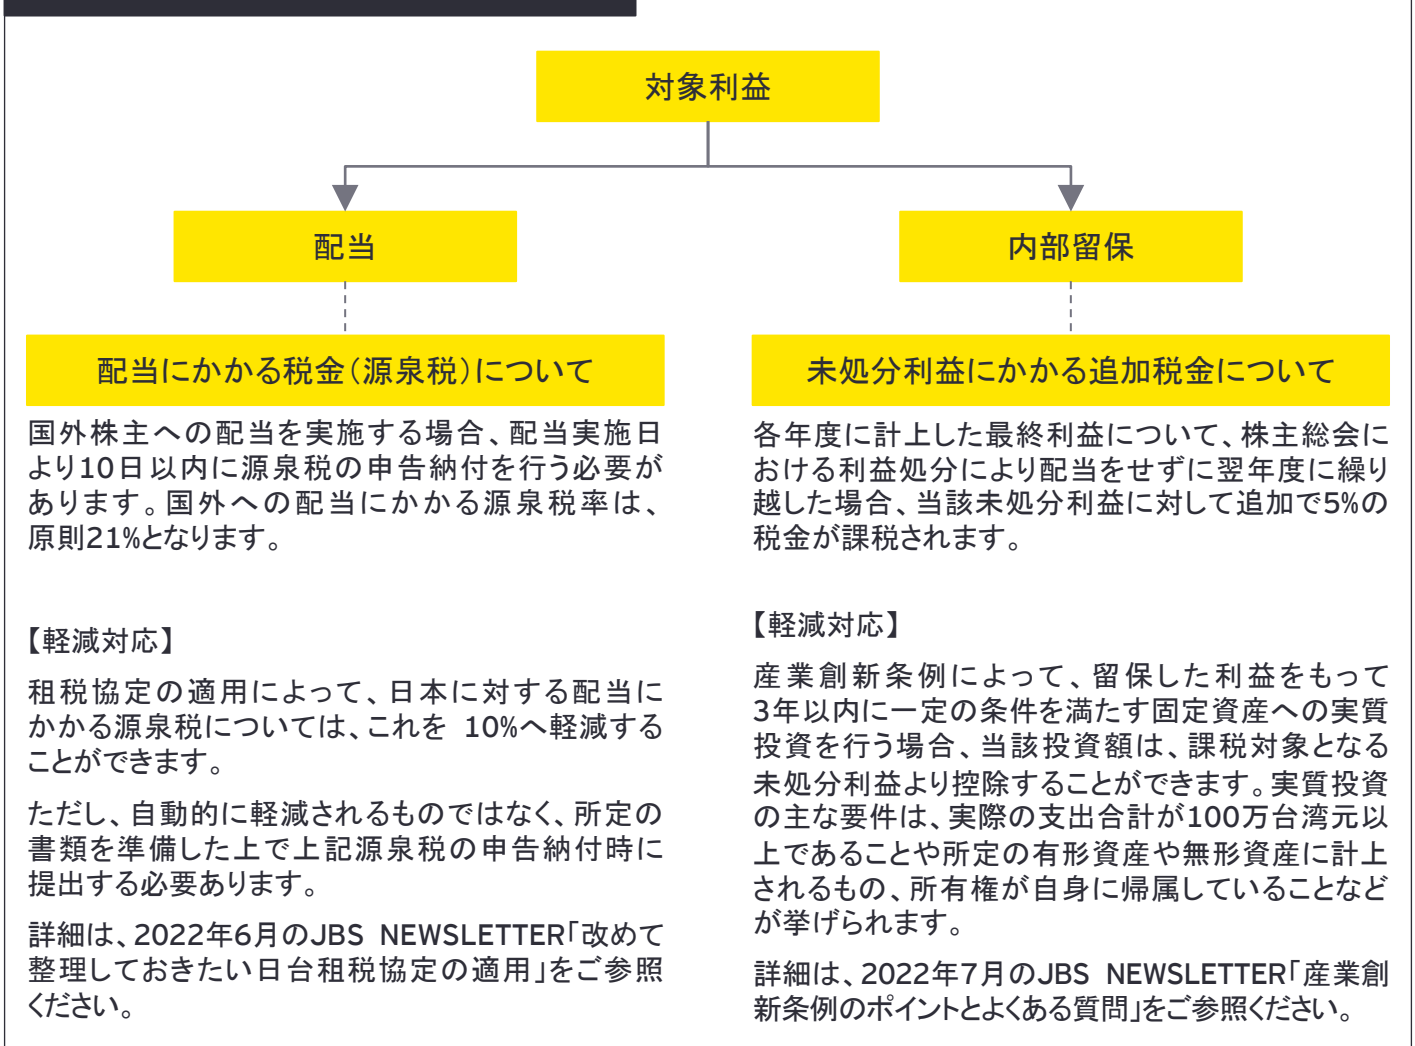 対象利益
配当
内部留保
配当にかかる税金（源泉税）について
国外株主への配当を実施する場合、配当実施日
より10日以内に源泉税の申告納付を行う必要が
あります。国外への配当にかかる源泉税率は、
原則21%となります。
【軽減対応】
租税協定の適用によって、日本に対する配当に
かかる源泉税については、これを 10%へ軽減する
ことができます。
ただし、自動的に軽減されるものではなく、所定の
書類を準備した上で上記源泉税の申告納付時に
提出する必要あります。
詳細は、2022年6月のJBS NEWSLETTER「改めて
整理しておきたい日台租税協定の適用」をご参照
ください。
未処分利益にかかる追加税金について
各年度に計上した最終利益について、株主総会に
おける利益処分により配当をせずに翌年度に繰り
越した場合、当該未処分利益に対して追加で5%の
税金が課税されます。
【軽減対応】
産業創新条例によって、留保した利益をもって
3年以内に一定の条件を満たす固定資産への実質
投資を行う場合、当該投資額は、課税対象となる
未処分利益より控除することができます。実質投資
の主な要件は、実際の支出合計が100万台湾元以
上であることや所定の有形資産や無形資産に計上
されるもの、所有権が自身に帰属していることなど
が挙げられます。
詳細は、2022年7月のJBS NEWSLETTER「産業創
新条例のポイントとよくある質問」をご参照ください。